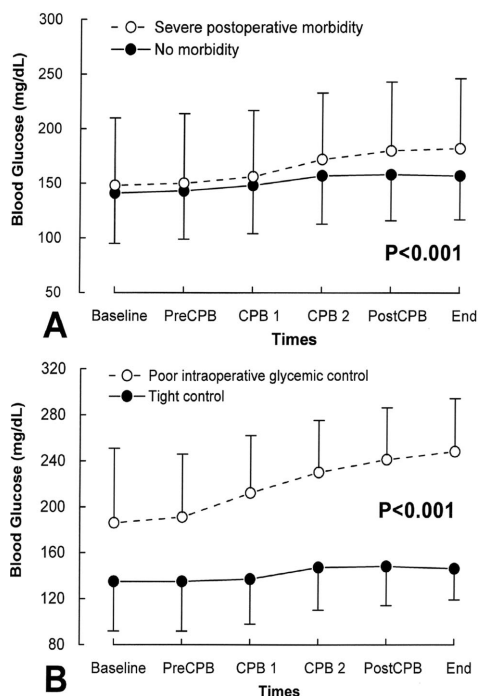 300
Severe postoperative morbidity
No morbidity
250
200
150
100
50
Blood Glucose (mg/dL)
P<0.001
A
Baseline PreCPB CPB 1 CPB 2 PostCPB End
Times
320
Poor intraoperative glycemic control
Tight control
280
240
200
160
120
80
Blood Glucose (mg/dL)
P<0.001
B
Baseline PreCPB CPB 1 CPB 2 PostCPB End
Times